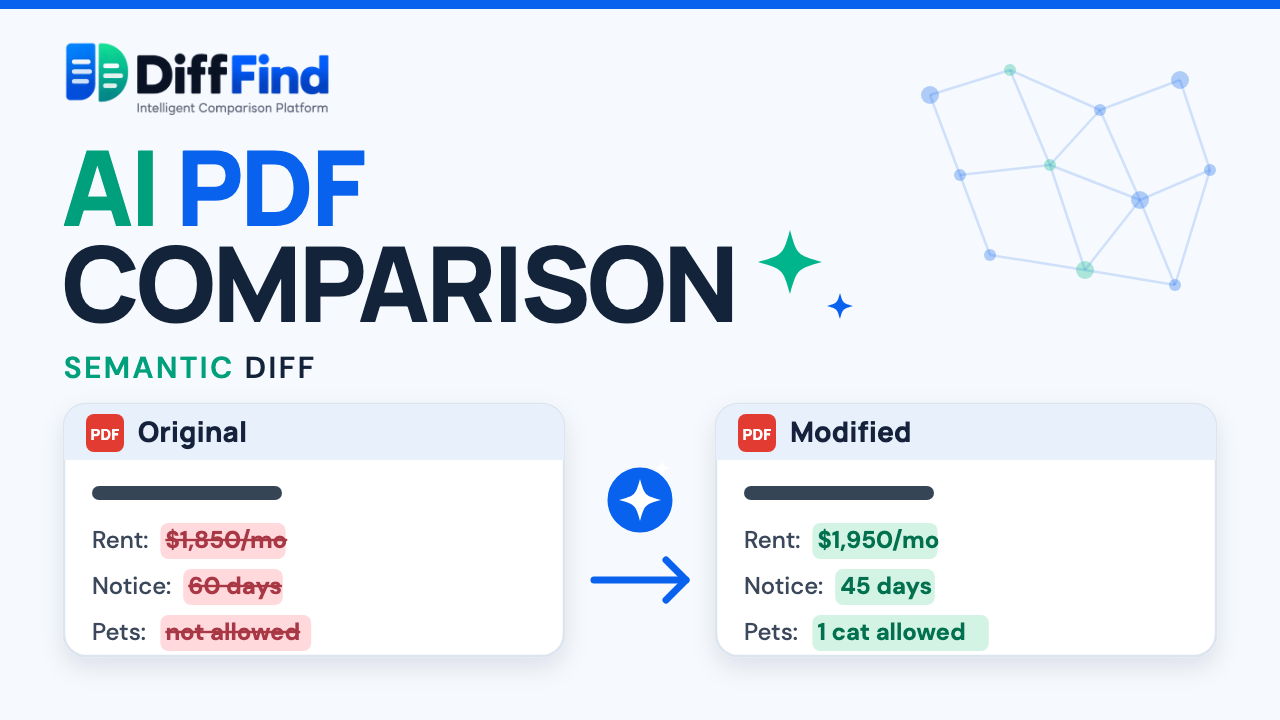 DiffFind
Intelligent Comparison Platform
AI PDF
COMPARISON
SEMANTIC DIFF
PDF Original
Rent: $1,850/mo
Notice: 60 days
Pets: not allowed
PDF Modified
Rent: $1,950/mo
Notice: 45 days
Pets: 1 cat allowed